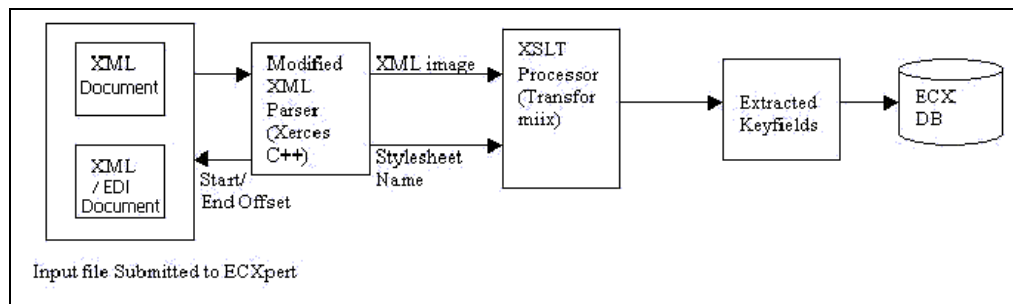 XML
Document
XML
/ EDI
Document
Start/
End Offset
Modified
XML
Parser
(Xerces
C++)
XML image
Stylesheet
Name
XSLT
Processor
(Transfor
miix)
Extracted
Keyfields
ECX
DB
Input file Submitted to ECXpert